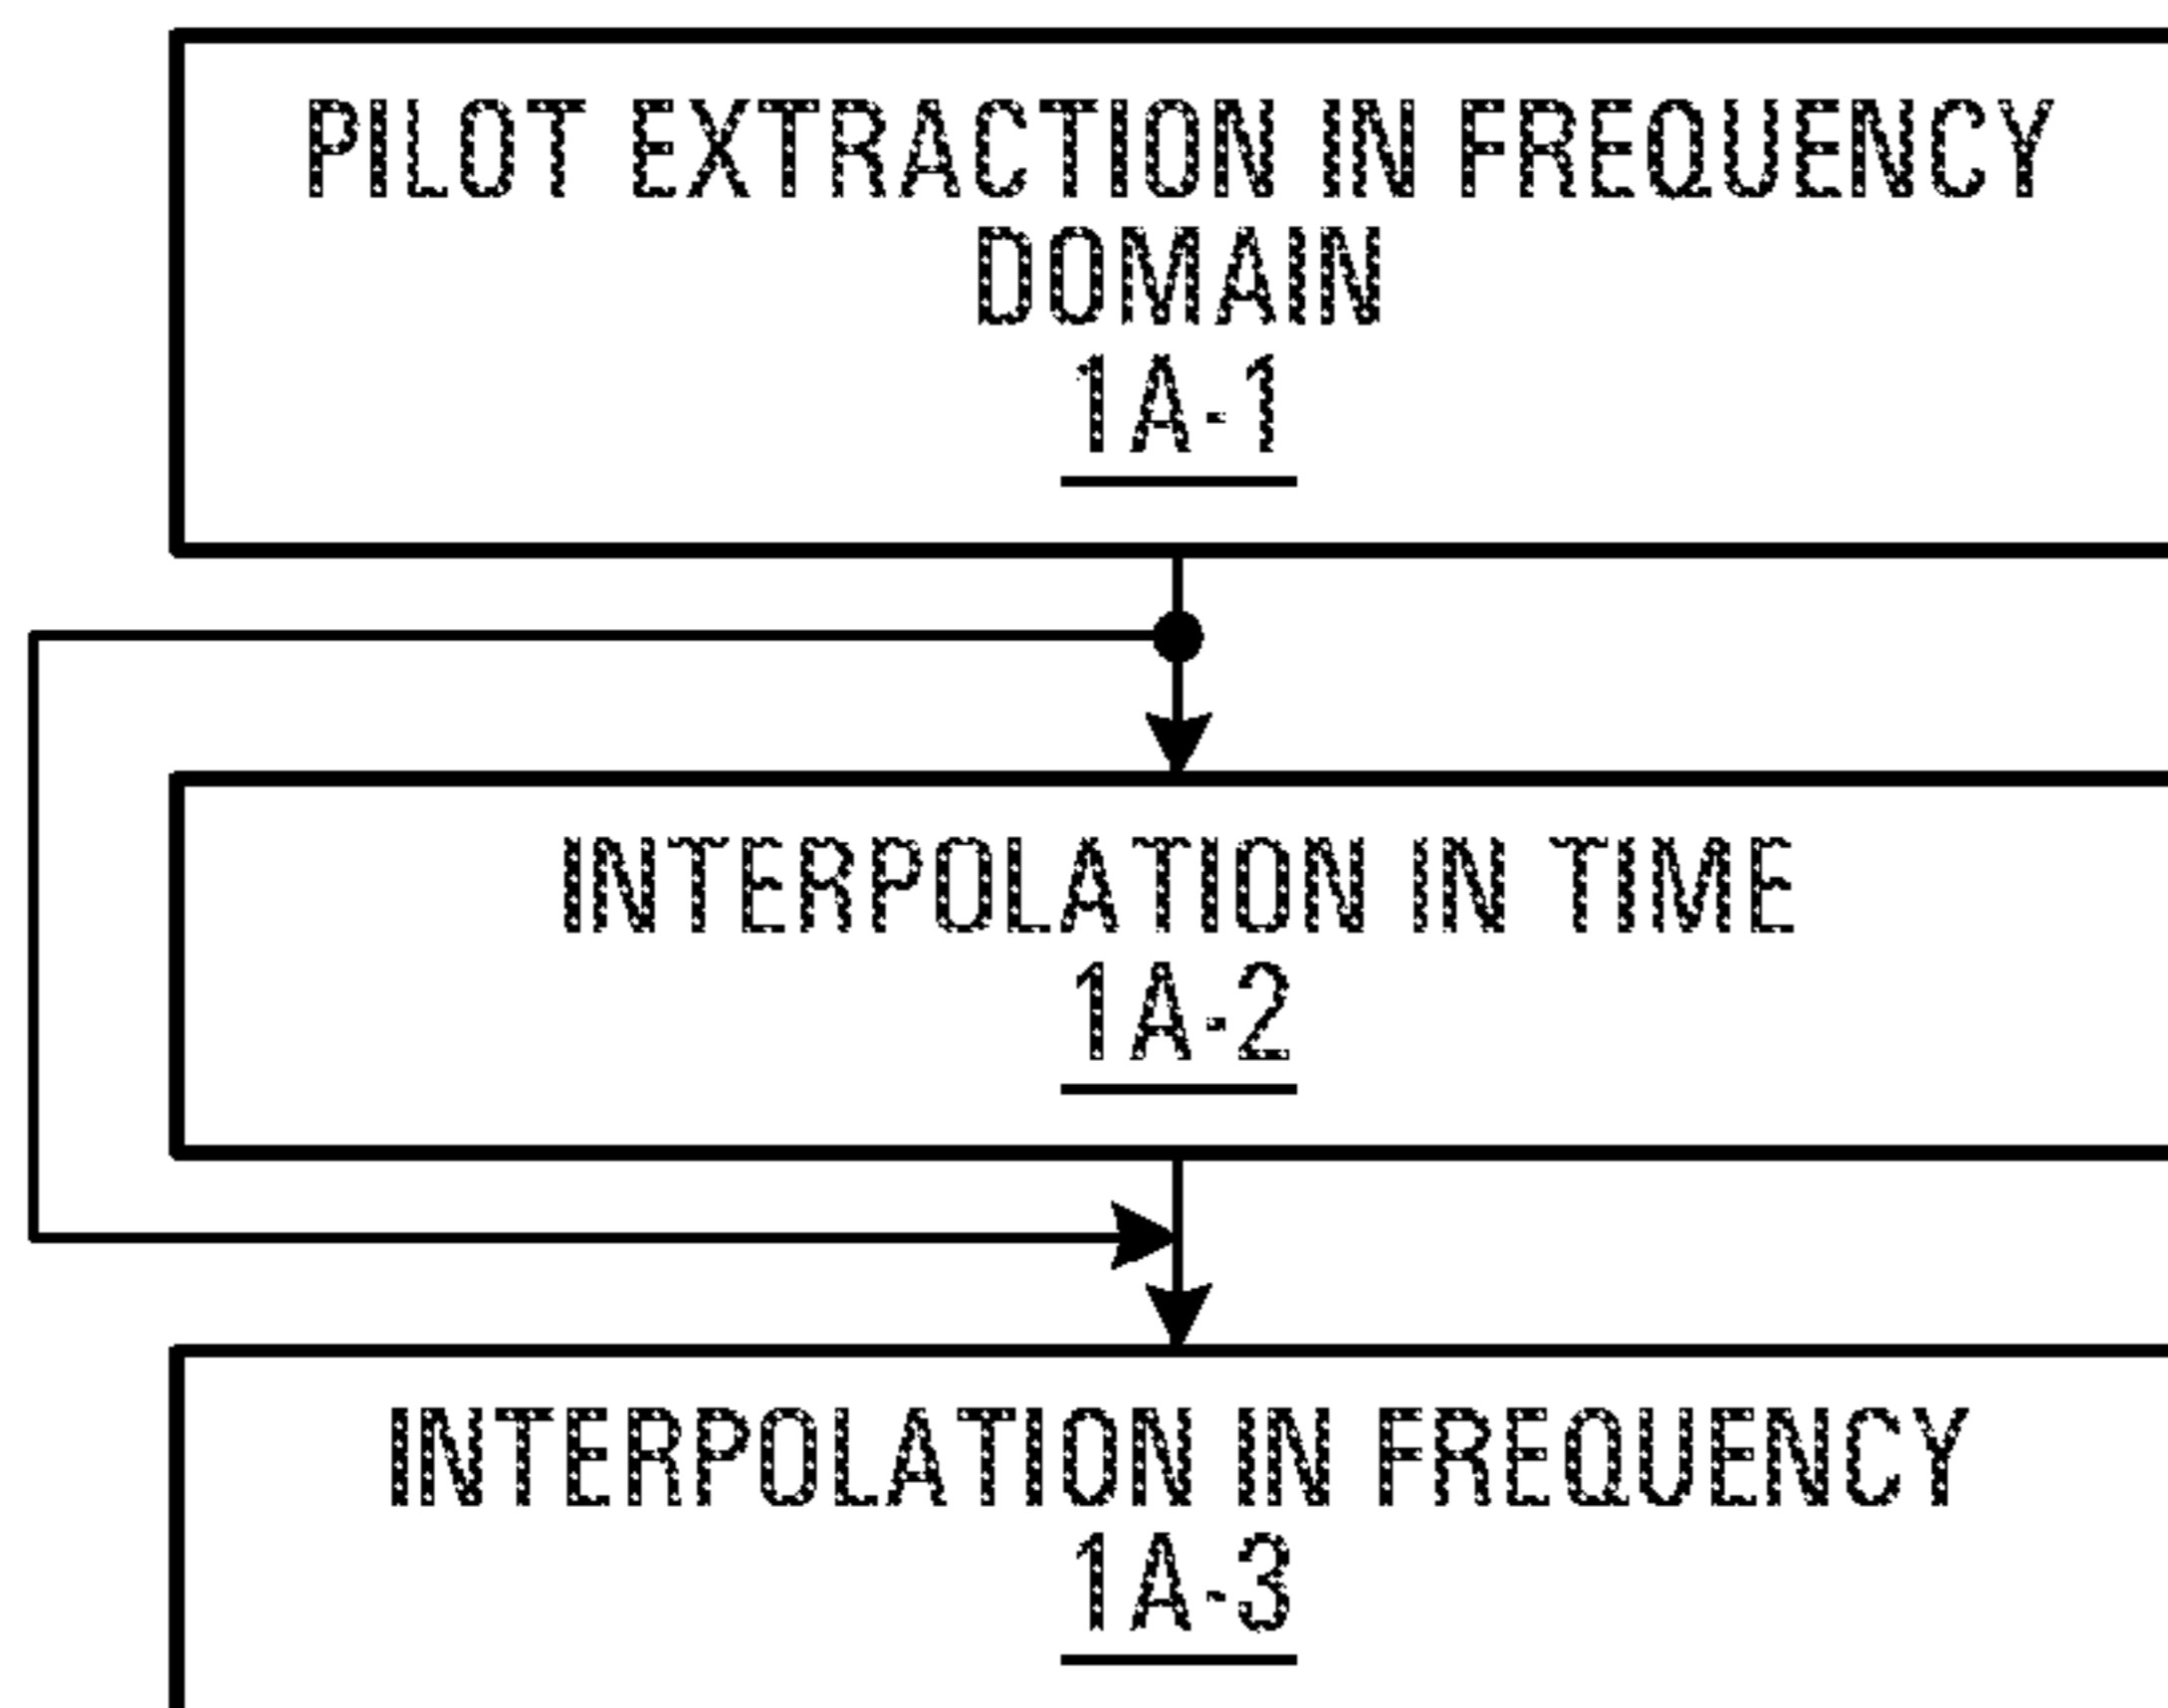 PILOT EXTRACTION IN FREQUENCY
DOMAIN
1A-1
INTERPOLATION IN TIME
1A-2
INTERPOLATION IN FREQUENCY
1A-3